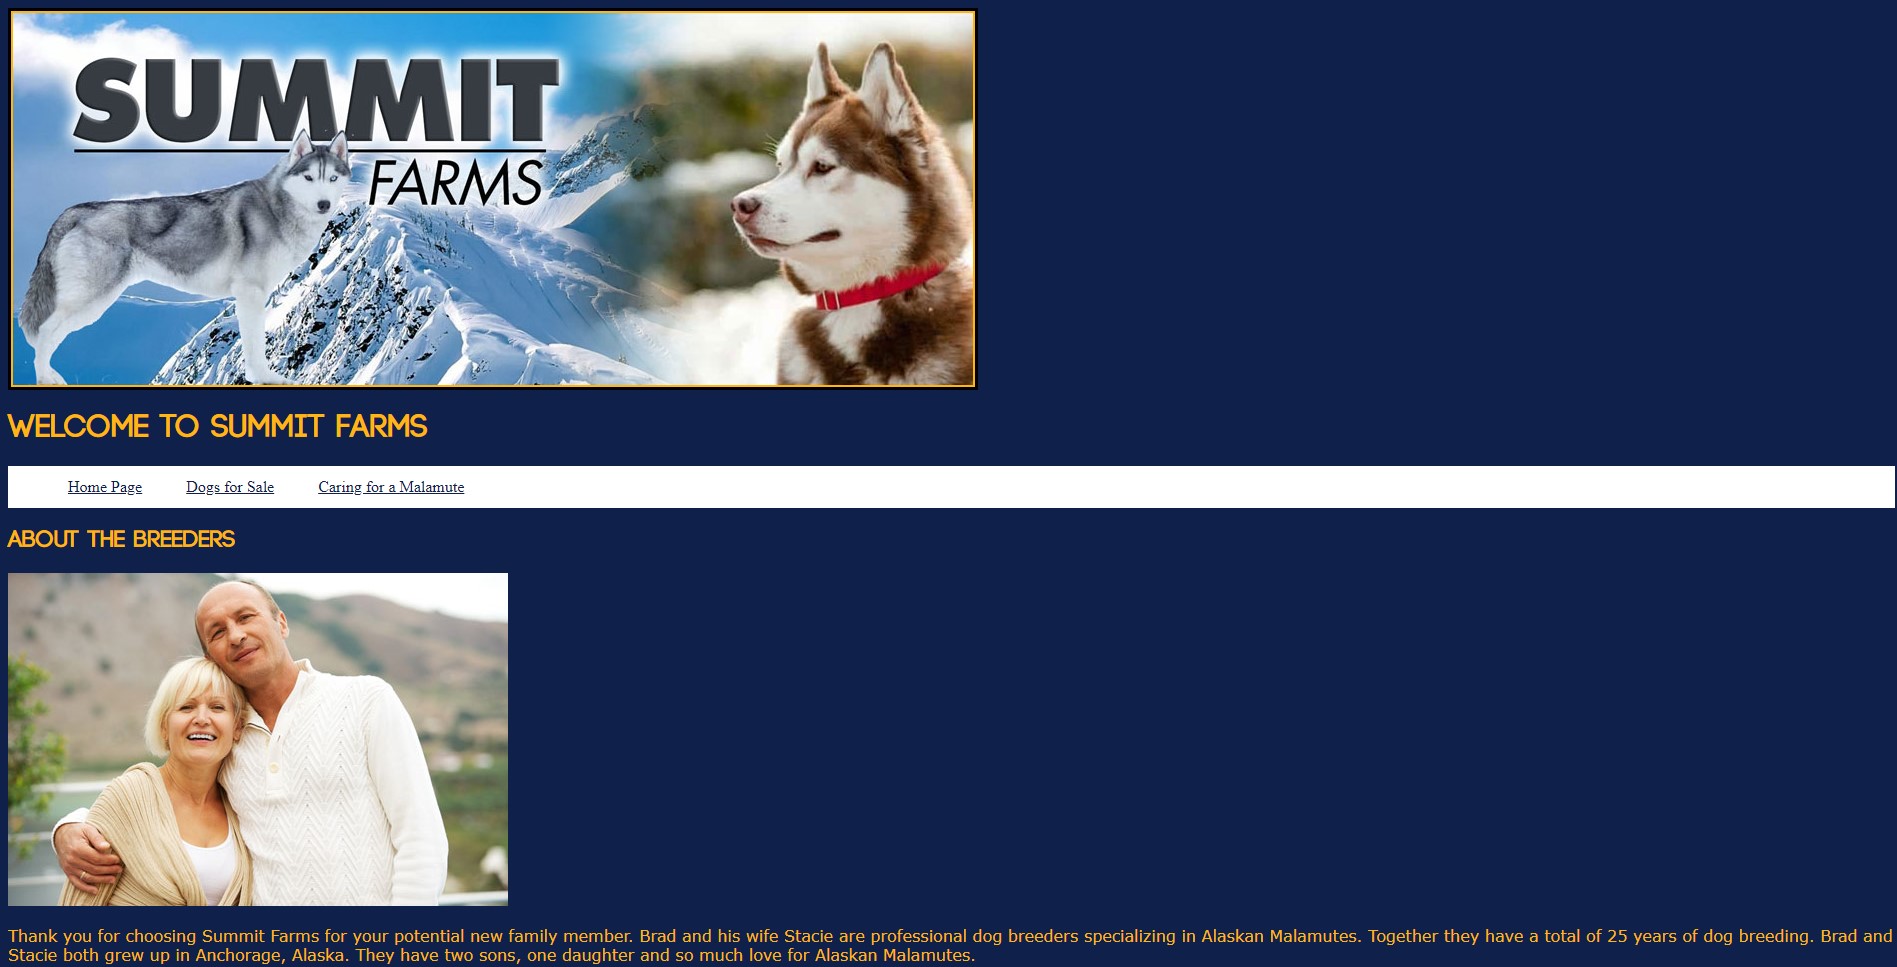 SUMMIT
FARMS
WELCOME TO SUMMIT FARMS
Home Page Dogs for Sale Caring for a Malamute
ABOUT THE BREEDERS
Thank you for choosing Summit Farms for your potential new family member. Brad and his wife Stacie are professional dog breeders specializing in Alaskan Malamutes. Together they have a total of 25 years of dog breeding. Brad and
Stacie both grew up in Anchorage, Alaska. They have two sons, one daughter and so much love for Alaskan Malamutes.